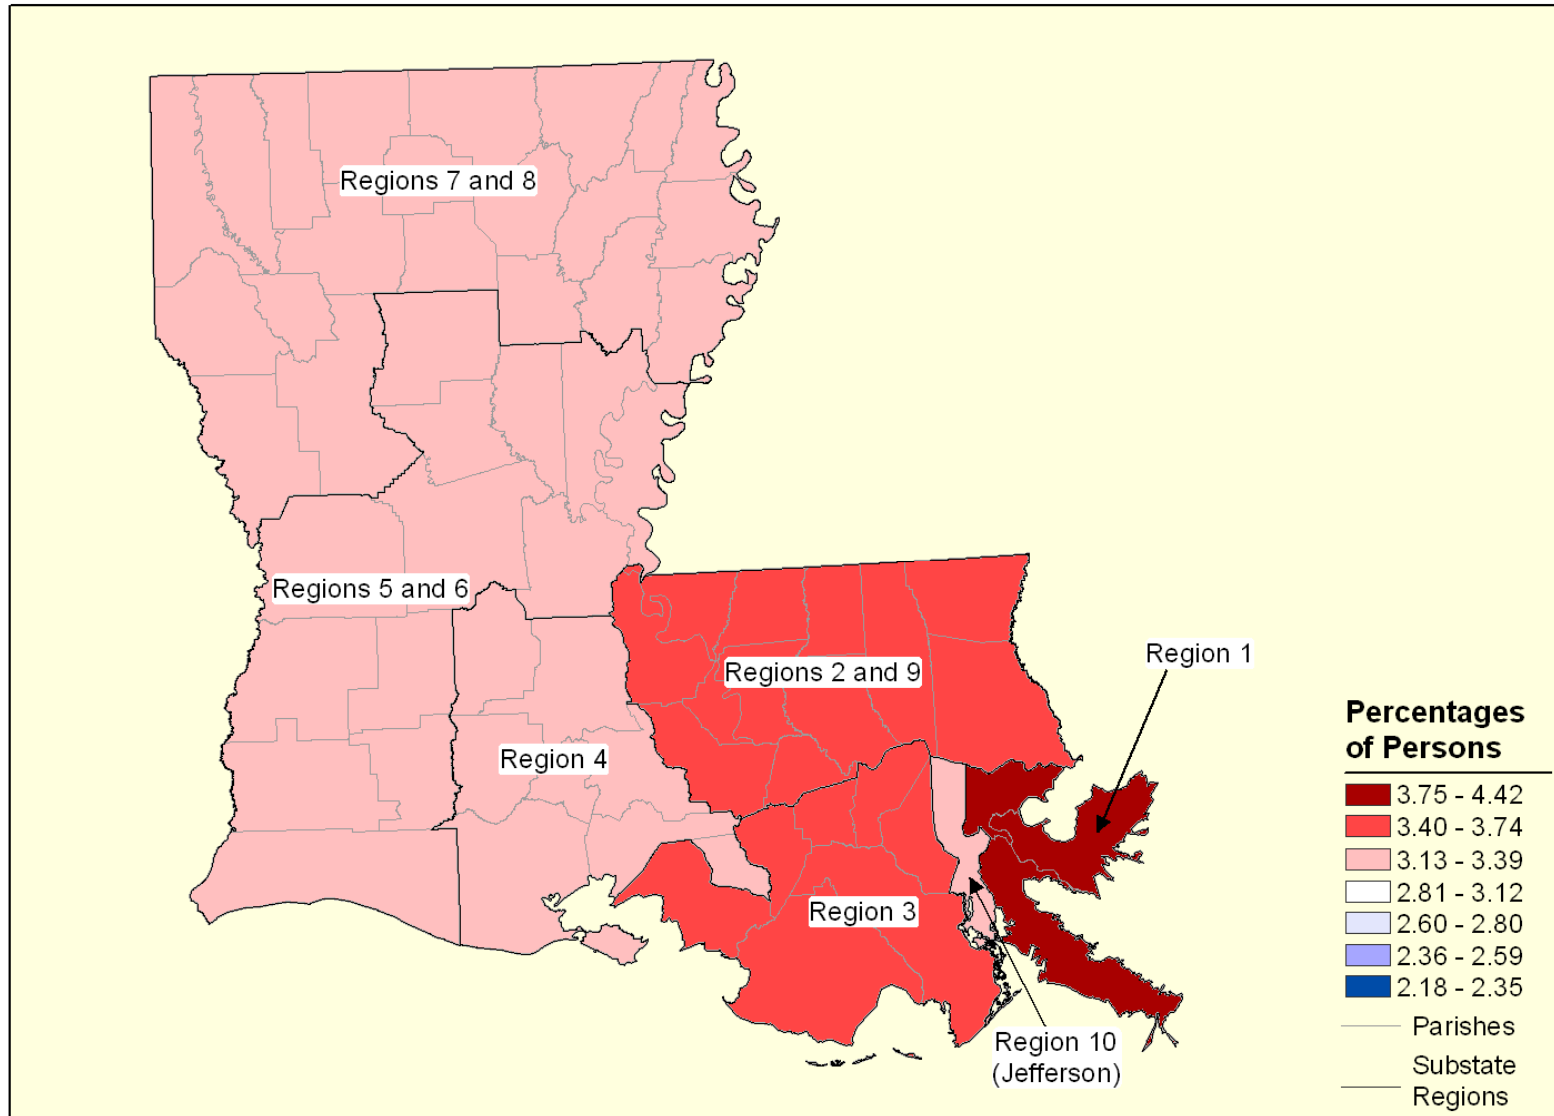 Regions 7 and 8
Regions 5 and 6
Regions 2 and 9
Region 1
Region 4
Region 3
Region 10
(Jefferson)
Percentages
of Persons
3.75 - 4.42
3.40 - 3.74
3.13 - 3.39
2.81 - 3.12
2.60 - 2.80
2.36 - 2.59
2.18 - 2.35
Parishes
Substate
Regions